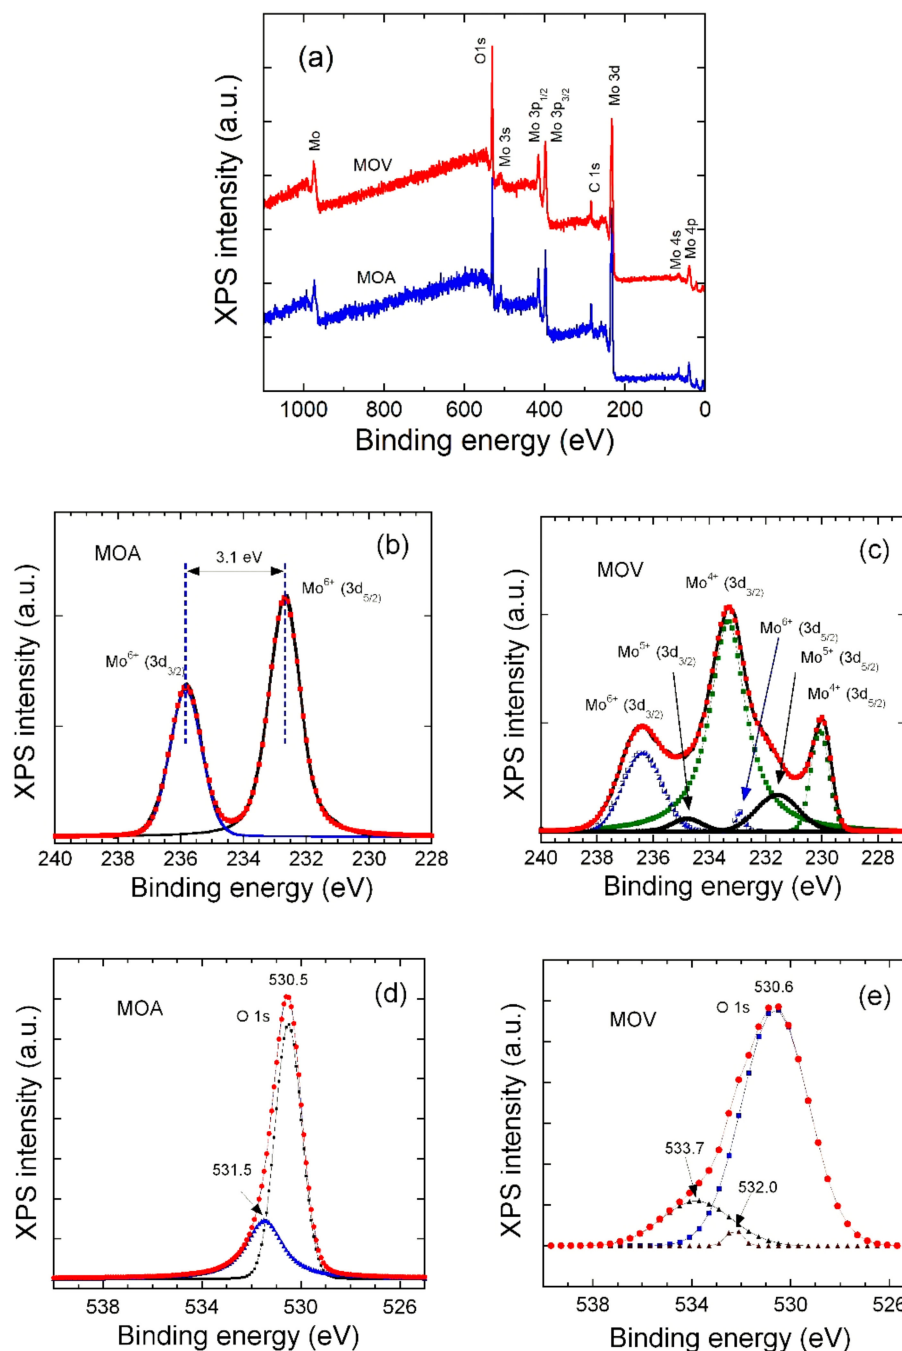 (a)
XPS intensity (a.u.)
Mo
MOV
MOA
O1s
Mo 3s
Mo 3p1/2
Mo 3p3/2
C 1s
Mo 3d
Mo 4s
Mo 4p
1000 800 600 400 200 0
Binding energy (eV)
(b)
MOA
3.1 eV
Mo6+ (3d5/2)
Mo6+ (3d3/2)
XPS intensity (a.u.)
240 238 236 234 232 230 228
Binding energy (eV)
(c)
MOV
Mo4+ (3d3/2)
Mo6+ (3d5/2)
Mo5+ (3d3/2)
Mo5+ (3d5/2)
Mo6+ (3d3/2)
Mo4+ (3d5/2)
XPS intensity (a.u.)
240 238 236 234 232 230 228
Binding energy (eV)
(d)
MOA
530.5
O 1s
531.5
XPS intensity (a.u.)
538 534 530 526
Binding energy (eV)
(e)
MOV
530.6
O 1s
533.7
532.0
XPS intensity (a.u.)
538 534 530 526
Binding energy (eV)